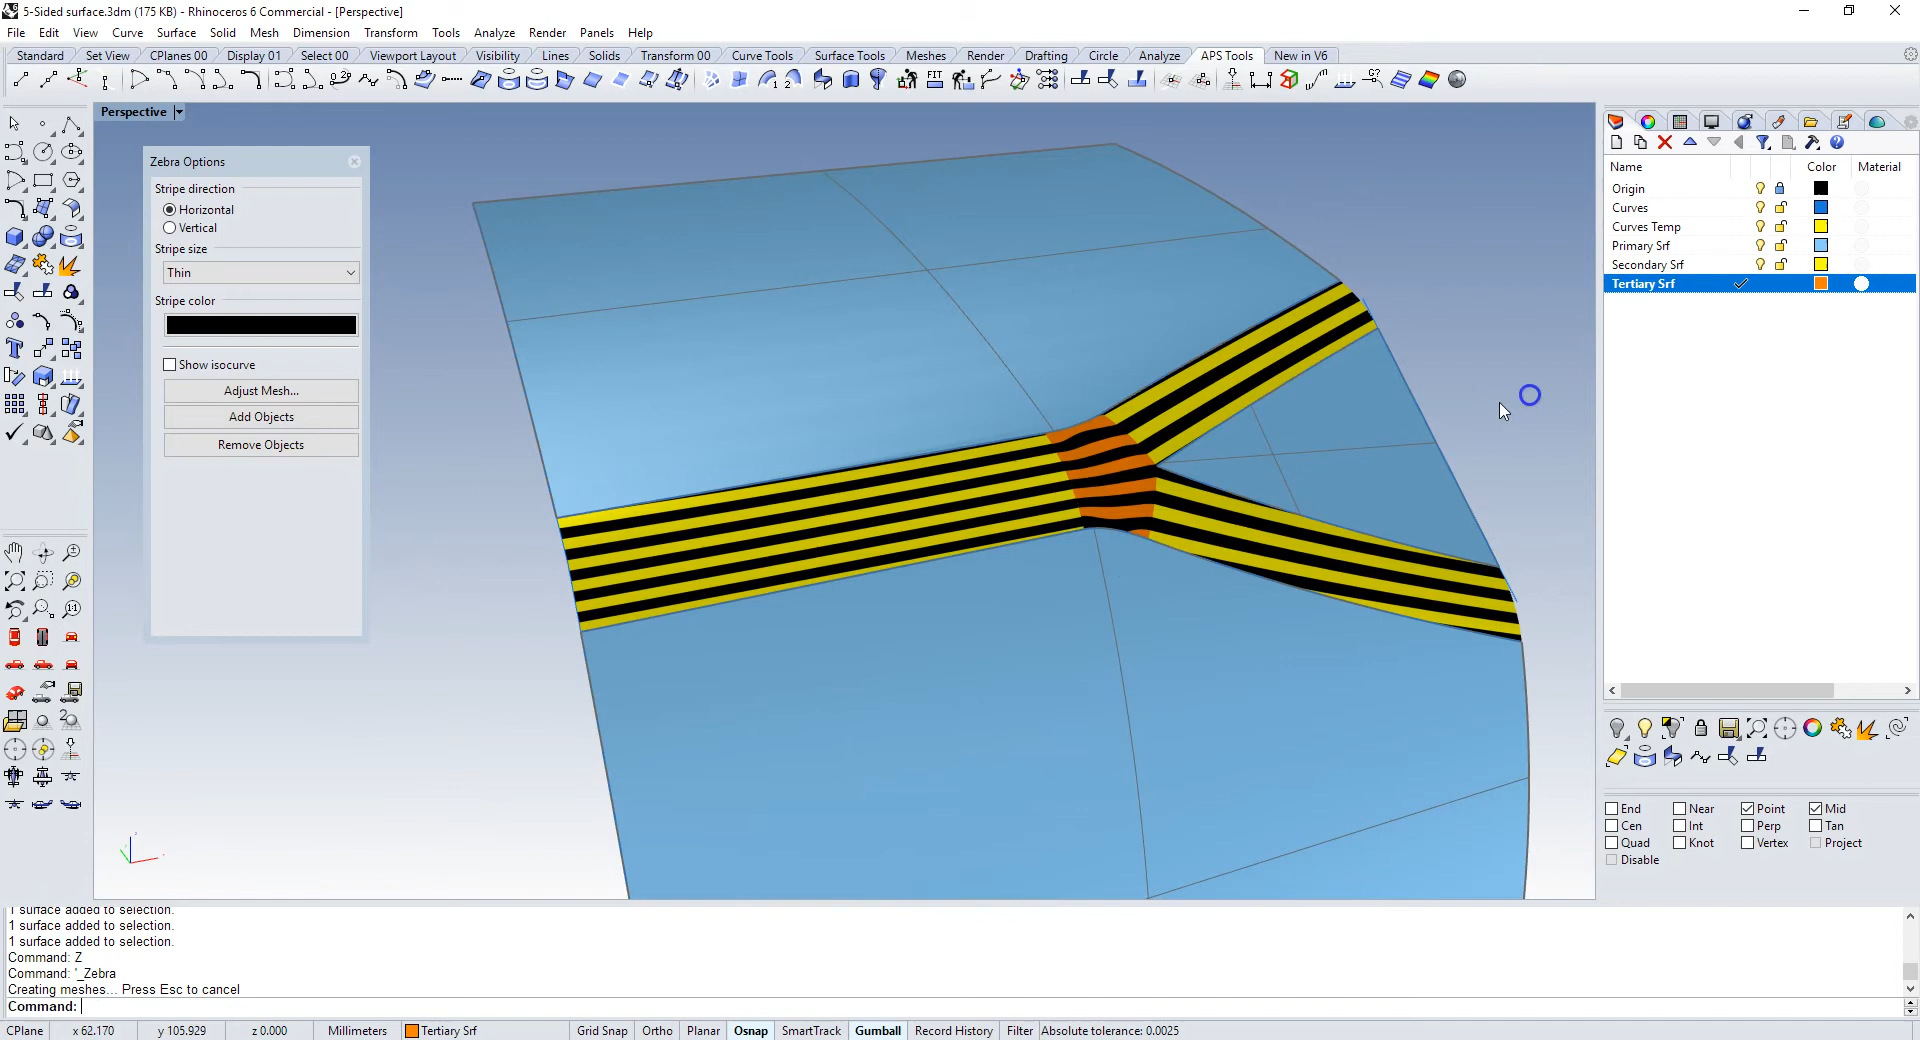 5-Sided surface.3dm (175 KB) - Rhinoceros 6 Commercial - [Perspective]
File Edit View Curve Surface Solid Mesh Dimension Transform Tools Analyze Render Panels Help
Standard Set View CPlanes 00 Display 01 Select 00 Viewport Layout Visibility Lines Solids Transform 00 Curve Tools Surface Tools Meshes Render Drafting Circle Analyze APS Tools New in V6
Perspective
Zebra Options
Stripe direction
Horizontal
Vertical
Stripe size
Thin
Stripe color
Show isocurve
Adjust Mesh...
Add Objects
Remove Objects
Name Color Material
Origin
Curves
Curves Temp
Primary Srf
Secondary Srf
Tertiary Srf
End Near Point Mid
Cen Int Perp Tan
Quad Knot Vertex Project
Disable
1 surface added to selection.
1 surface added to selection.
1 surface added to selection.
Command: Z
Command: '_Zebra
Creating meshes... Press Esc to cancel
Command:
CPlane x 62.170 y 105.929 z 0.000 Millimeters Tertiary Srf Grid Snap Ortho Planar Osnap SmartTrack Gumball Record History Filter Absolute tolerance: 0.0025